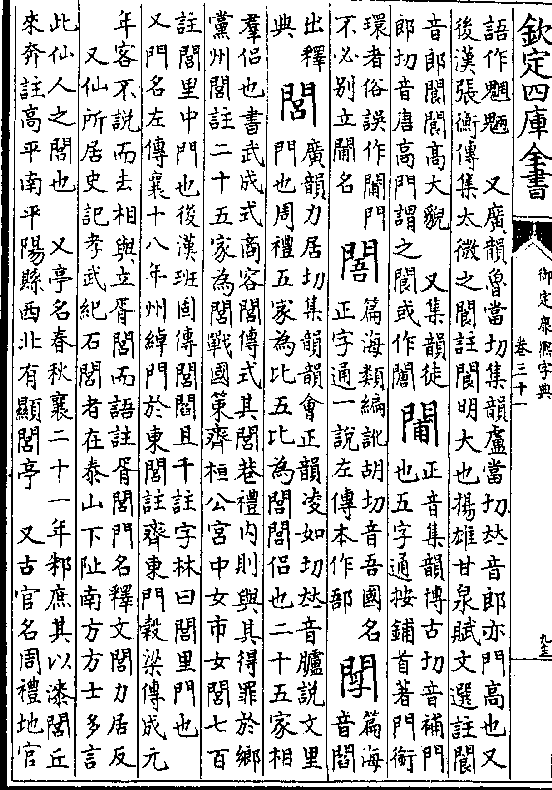 欽定四庫全書
御定康熙字典
卷三十一
語作魍魎 又廣韻魯當切集韻盧當切𠀤音郎亦門高也又
後漢張衡傳集太微之閬註閬明大也揚雄甘泉賦文選註閬
音郎閬閬高大貌 又集韻徒
郎切音唐高門謂之閬或作闛
䦪
正音集韻博古切音補門
也五字通按鋪首著門銜
環者俗誤作䦪門
不必别立䦪名
䦜
篇海類編訛胡切音吾國名
正字通一說左傳本作郚
篇海
音閻
出釋
典
閭
廣韻力居切集韻韻會正韻凌如切𠀤音臚說文里
門也周禮五家為比五比為閭閭侶也二十五家相
羣侶也書武成式商容閭傳式其閭巷禮内則與其得罪於鄉
黨州閭註二十五家為閭戰國策齊桓公宮中女市女閭七百
註閭里中門也後漢班固傳閭閻且千註字林曰閭里門也
又門名左傳襄十八年州綽門於東閭註齊東門榖梁傳成元
年客不說而去相與立胥閭而語註胥閭門名釋文閭力居反
又仙所居史記孝武紀石閭者在泰山下阯南方方士多言
此仙人之閭也 又亭名春秋襄二十一年邾庶其以漆閭丘
來奔註高平南平陽縣西北有顯閭亭 又古官名周禮地官